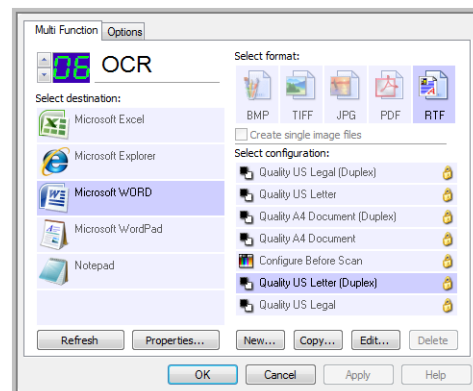 Multi Function Options
06 OCR
Select destination:
Microsoft Excel
Microsoft Explorer
Microsoft WORD
Microsoft WordPad
Notepad
Refresh Properties...
Select format:
BMP TIFF JPG PDF RTF
Create single image files
Select configuration:
Quality US Legal (Duplex)
Quality US Letter
Quality A4 Document (Duplex)
Quality A4 Document
Configure Before Scan
Quality US Letter (Duplex)
Quality US Legal
New... Copy... Edit... Delete
OK Cancel Apply Help